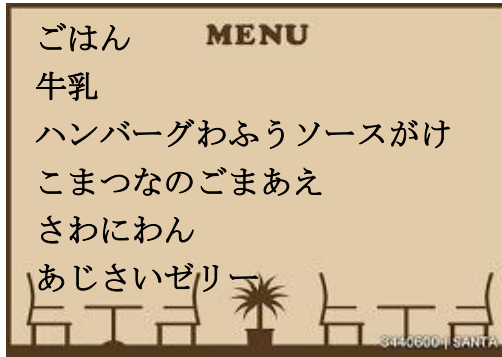 MENU
ごはん
牛乳
ハンバーグわふうソースがけ
こまつなのごまあえ
さわにわん
あじさいゼリー
3440600 | SANTA